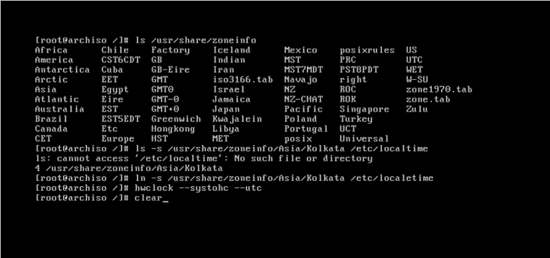 [root@archiso /]# ls /usr/share/zoneinfo
Africa Chile Factory Iceland Mexico posixrules US
America CST6CDT GB Indian MST PRC UTC
Antarctica Cuba GB-Eire Iran MST7MDT PST8PDT WET
Arctic EET GMT iso3166.tab Navajo right W-SU
Asia Egypt GMT0 Israel NZ ROC zone1970.tab
Atlantic Eire GMT-0 Jamaica NZ-CHAT ROK zone.tab
Australia EST GMT+0 Japan Pacific Singapore Zulu
Brazil EST5EDT Greenwich Kwajalein Poland Turkey
Canada Etc Hongkong Libya Portugal UCT
CET Europe HST MET posix Universal
[root@archiso /]# ls -s /usr/share/zoneinfo/Asia/Kolkata /etc/localtime
ls: cannot access '/etc/localtime': No such file or directory
4 /usr/share/zoneinfo/Asia/Kolkata
[root@archiso /]# ln -s /usr/share/zoneinfo/Asia/Kolkata /etc/localetime
[root@archiso /]# hwclock --systohc --utc
[root@archiso /]# clear_